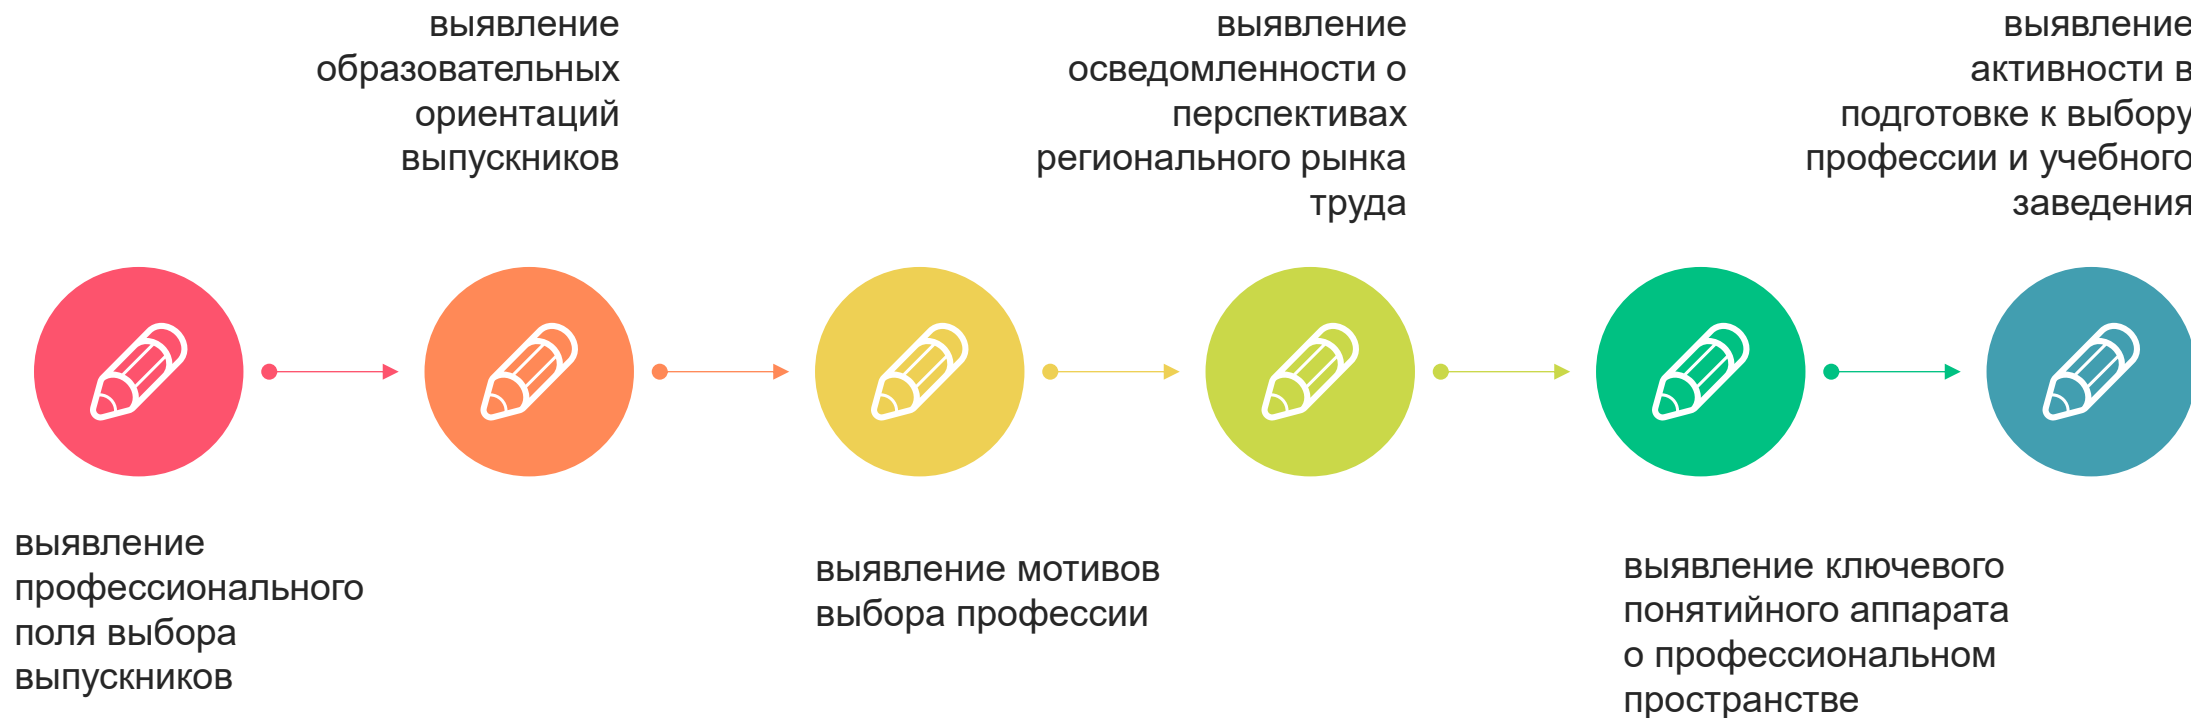 выявление
образовательных
ориентаций
выпускников
выявление
осведомленности о
перспективах
регионального рынка
труда
выявление
активности в
подготовке к выбору
профессии и учебного
заведения
выявление
профессионального
поля выбора
выпускников
выявление мотивов
выбора профессии
выявление ключевого
понятийного аппарата
о профессиональном
пространстве